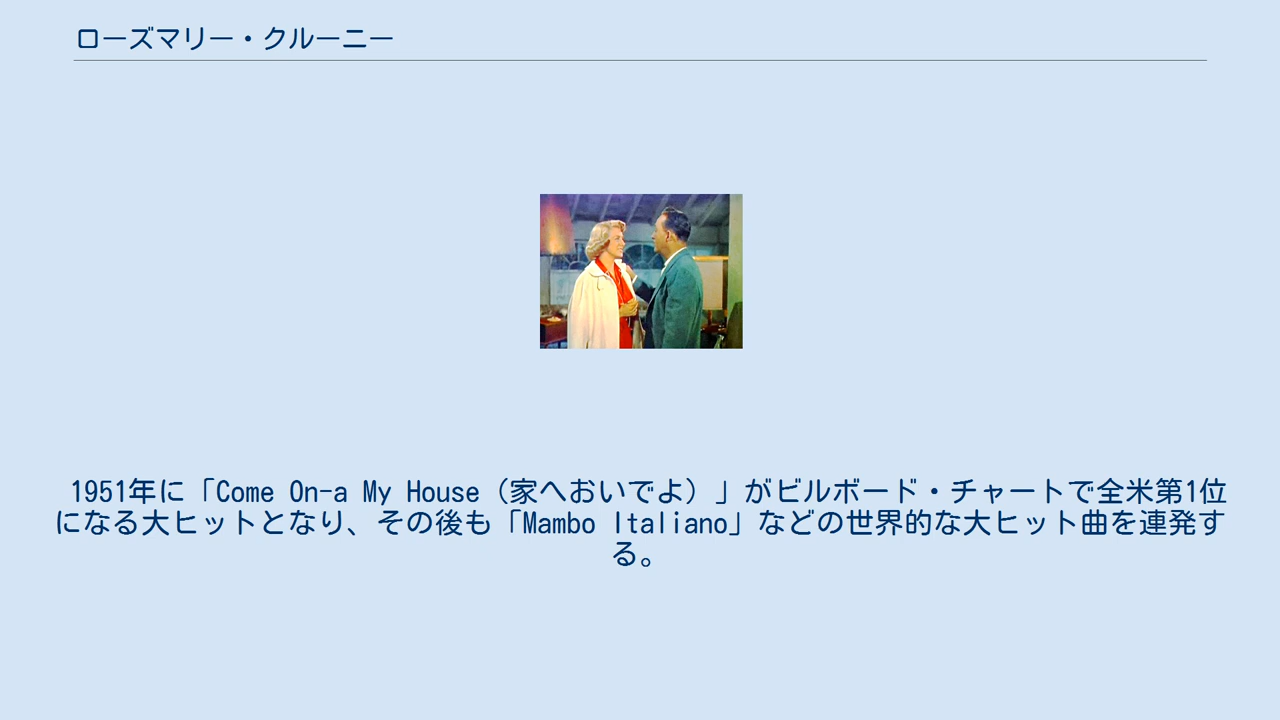 ローズマリー・クルーニー
1951年に「Come On-a My House（家へおいでよ）」がビルボード・チャートで全米第1位
になる大ヒットとなり、その後も「Mambo Italiano」などの世界的な大ヒット曲を連発す
る。